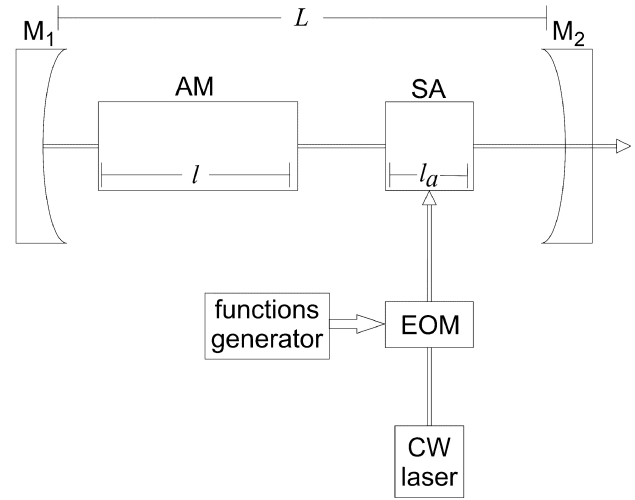 L
M1
M2
AM
SA
l
la
functions
generator
EOM
CW
laser